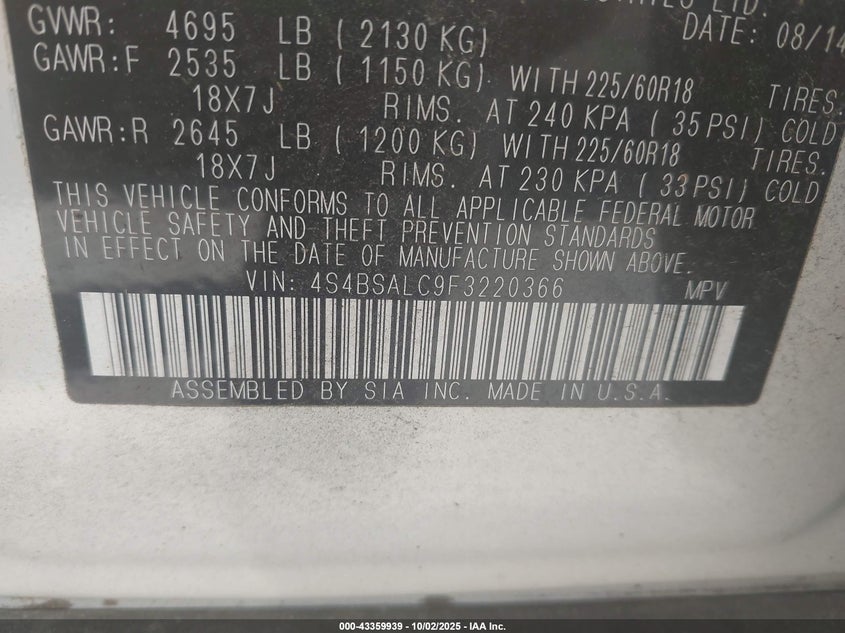 LTD.
DATE: 08/14
GVWR: 4695 LB ( 2130 KG)
GAWR:F 2535 LB ( 1150 KG) WITH 225/60R18 TIRES.
18X7J RIMS. AT 240 KPA ( 35 PSI) COLD
GAWR:R 2645 LB ( 1200 KG) WITH 225/60R18 TIRES.
18X7J RIMS. AT 230 KPA ( 33 PSI) COLD
THIS VEHICLE CONFORMS TO ALL APPLICABLE FEDERAL MOTOR
VEHICLE SAFETY AND THEFT PREVENTION STANDARDS
IN EFFECT ON THE DATE OF MANUFACTURE SHOWN ABOVE.
VIN: 4S4BSALC9F3220366 MPV
ASSEMBLED BY SIA INC. MADE IN U.S.A.
000-43359939 - 10/02/2025 - IAA Inc.